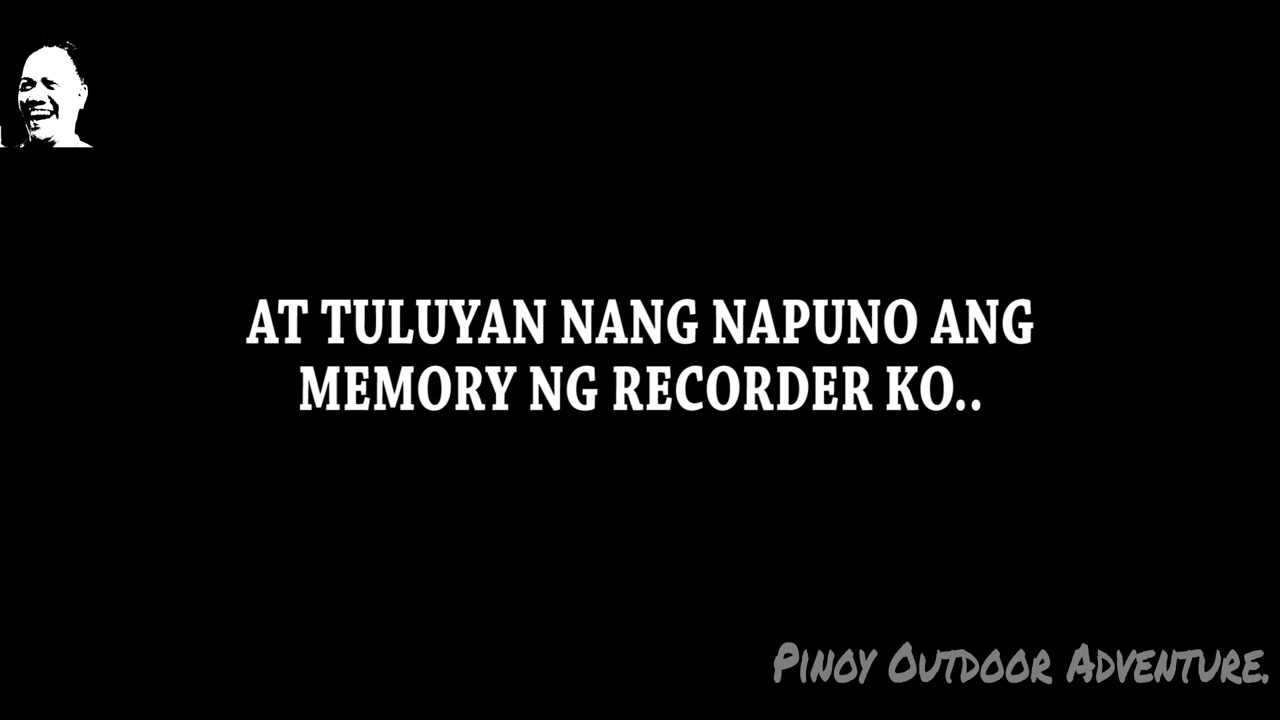 AT TULUYAN NANG NAPUNO ANG
MEMORY NG RECORDER KO..
PINOY OUTDOOR ADVENTURE.